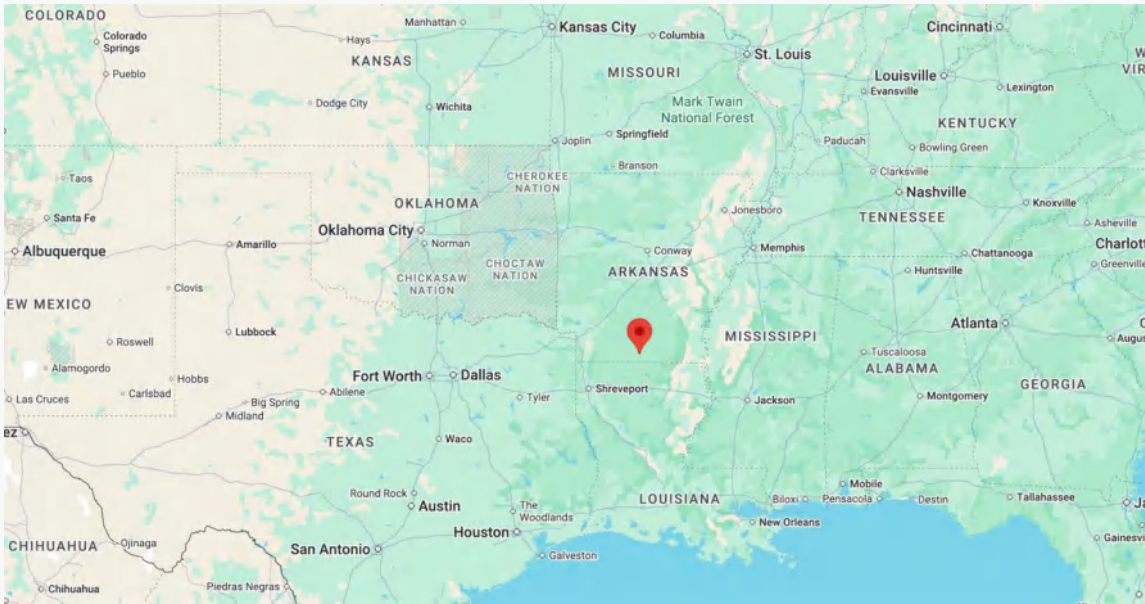 COLORADO
Manhattan
Kansas City
Columbia
Cincinnati
Colorado
Springs
Hays
KANSAS
St. Louis
W
VIR
Pueblo
MISSOURI
Louisville
Evansville
Lexington
Dodge City
Wichita
Mark Twain
National Forest
KENTUCKY
Joplin
Springfield
Paducah
Bowling Green
Branson
Taos
CHEROKEE
NATION
Clarksville
Nashville
Knoxville
Santa Fe
OKLAHOMA
Jonesboro
TENNESSEE
Asheville
Oklahoma City
Albuquerque
Amarillo
Norman
Conway
Memphis
Chattanooga
Charlott
Greenville
CHICKASAW
NATION
CHOCTAW
NATION
ARKANSAS
Huntsville
Clovis
EW MEXICO
Lubbock
MISSISSIPPI
Atlanta
Roswell
Augus
Tuscaloosa
ALABAMA
Alamogordo
Hobbs
Fort Worth
Dallas
GEORGIA
Las Cruces
Carlsbad
Big Spring
Abilene
Tyler
Shreveport
Jackson
Montgomery
Midland
ez
TEXAS
Waco
Round Rock
LOUISIANA
Mobile
Biloxi
Pensacola
Destin
Tallahassee
Austin
The
Woodlands
Ja
New Orleans
Houston
CHIHUAHUA
Ojinaga
San Antonio
Galveston
Gainesvi
Chihuahua
Piedras Negras